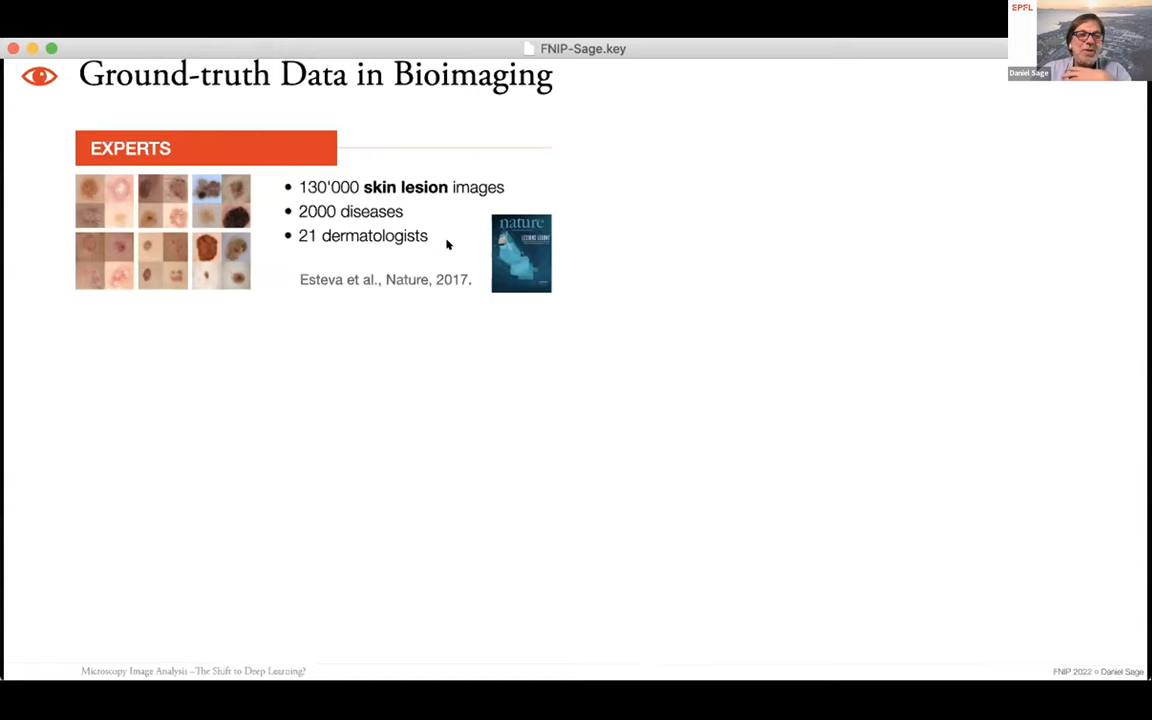 FNIP-Sage.key
EPFL
Daniel Sage
Ground-truth Data in Bioimaging
EXPERTS
• 130'000 skin lesion images
• 2000 diseases
• 21 dermatologists
nature
Esteva et al., Nature, 2017.
Microscopy Image Analysis –The Shift to Deep Learning?
FNIP 2022 ○ Daniel Sage